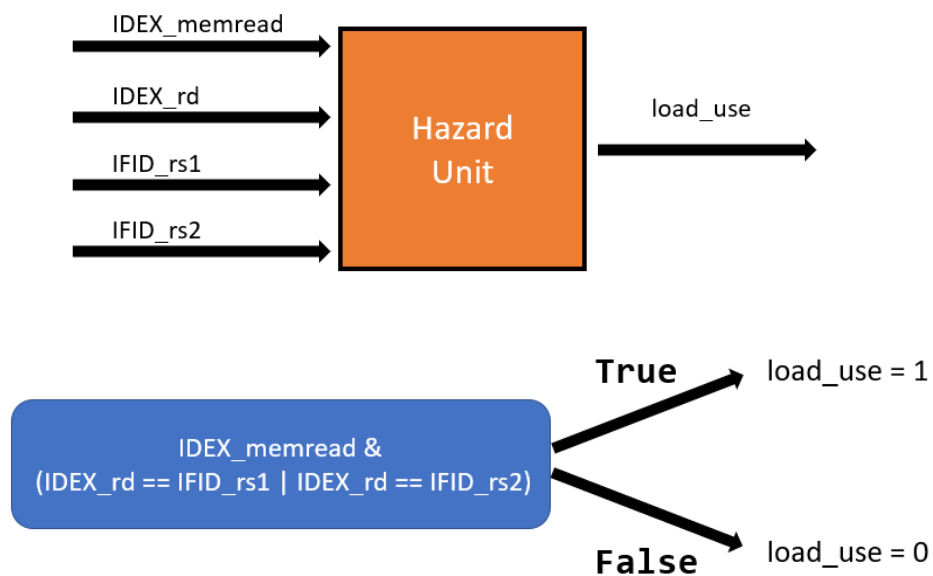 IDEX_memread
IDEX_rd
IFID_rs1
IFID_rs2
Hazard
Unit
load_use
True
load_use = 1
IDEX_memread &
(IDEX_rd == IFID_rs1 | IDEX_rd == IFID_rs2)
False
load_use = 0